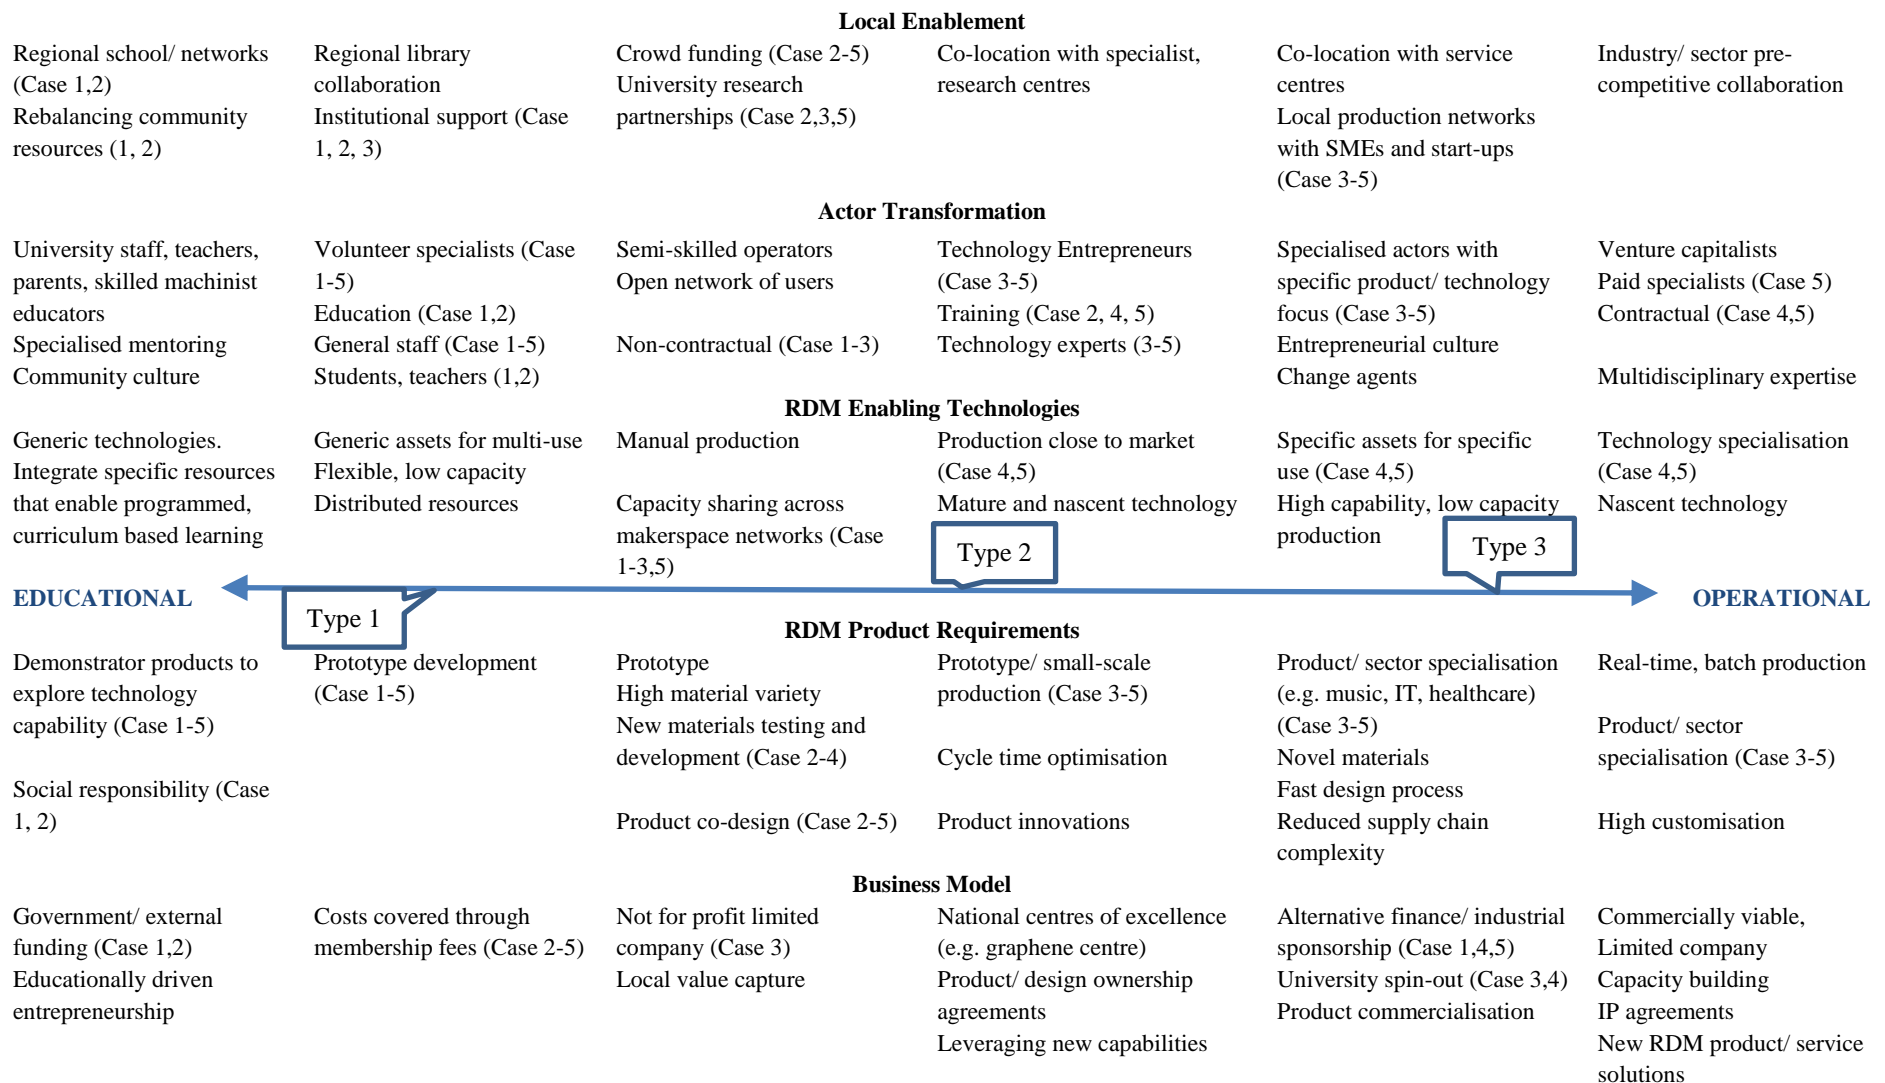 Local Enablement
Regional school/ networks
(Case 1,2)
Rebalancing community
resources (1, 2)
Regional library
collaboration
Institutional support (Case
1, 2, 3)
Crowd funding (Case 2-5)
University research
partnerships (Case 2,3,5)
Co-location with specialist,
research centres
Co-location with service
centres
Local production networks
with SMEs and start-ups
(Case 3-5)
Industry/ sector pre-
competitive collaboration
Actor Transformation
University staff, teachers,
parents, skilled machinist
educators
Specialised mentoring
Community culture
Volunteer specialists (Case
1-5)
Education (Case 1,2)
General staff (Case 1-5)
Students, teachers (1,2)
Semi-skilled operators
Open network of users
Non-contractual (Case 1-3)
Technology Entrepreneurs
(Case 3-5)
Training (Case 2, 4, 5)
Technology experts (3-5)
Specialised actors with
specific product/ technology
focus (Case 3-5)
Entrepreneurial culture
Change agents
Venture capitalists
Paid specialists (Case 5)
Contractual (Case 4,5)
Multidisciplinary expertise
RDM Enabling Technologies
Generic technologies.
Integrate specific resources
that enable programmed,
curriculum based learning
Generic assets for multi-use
Flexible, low capacity
Distributed resources
Manual production
Capacity sharing across
makerspace networks (Case
1-3,5)
Production close to market
(Case 4,5)
Mature and nascent technology
Specific assets for specific
use (Case 4,5)
High capability, low capacity
production
Technology specialisation
(Case 4,5)
Nascent technology
Type 2
Type 3
EDUCATIONAL
OPERATIONAL
Type 1
RDM Product Requirements
Demonstrator products to
explore technology
capability (Case 1-5)
Social responsibility (Case
1, 2)
Prototype development
(Case 1-5)
Prototype
High material variety
New materials testing and
development (Case 2-4)
Product co-design (Case 2-5)
Prototype/ small-scale
production (Case 3-5)
Cycle time optimisation
Product innovations
Product/ sector specialisation
(e.g. music, IT, healthcare)
(Case 3-5)
Novel materials
Fast design process
Reduced supply chain
complexity
Real-time, batch production
Product/ sector
specialisation (Case 3-5)
High customisation
Business Model
Government/ external
funding (Case 1,2)
Educationally driven
entrepreneurship
Costs covered through
membership fees (Case 2-5)
Not for profit limited
company (Case 3)
Local value capture
National centres of excellence
(e.g. graphene centre)
Product/ design ownership
agreements
Leveraging new capabilities
Alternative finance/ industrial
sponsorship (Case 1,4,5)
University spin-out (Case 3,4)
Product commercialisation
Commercially viable,
Limited company
Capacity building
IP agreements
New RDM product/ service
solutions